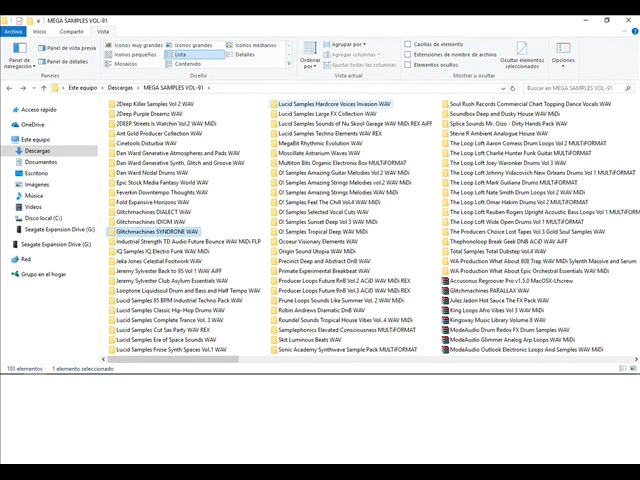 MEGA SAMPLES VOL-91
Archivo Inicio Compartir Vista
Panel de navegación
Panel de vista previa
Panel de detalles
Paneles
Iconos muy grandes Iconos grandes Iconos medianos
Iconos pequeños Lista Detalles
Mosaicos Contenido
Diseño
Ordenar por
Agrupar por
Agregar columnas
Ajustar todas las columnas
Vista actual
Casillas de elemento
Extensiones de nombre de archivo
Elementos ocultos
Ocultar elementos seleccionados
Mostrar u ocultar
Opciones
Este equipo > Descargas > MEGA SAMPLES VOL-91 >
Buscar en MEGA SAMPLES VOL-91
Acceso rápido
OneDrive
Este equipo
Descargas
Documentos
Escritorio
Imágenes
Música
Vídeos
Disco local (C:)
Seagate Expansion Drive (G:)
Seagate Expansion Drive (G:)
Red
Grupo en el hogar
2Deep Killer Samples Vol 2 WAV
2Deep Purple Dreamz WAV
2DEEP Streets Is Watchin Vol.2 WAV MiDi
Ant Gold Producer Collection WAV
Cinetools Disturbia WAV
Dan Ward Generative Atmospheres and Pads WAV
Dan Ward Generative Synth, Glitch and Groove WAV
Dan Ward Nodal Drums WAV
Epic Stock Media Fantasy World WAV
Feverkin Downtempo Thoughts WAV
Fold Expansive Horizons WAV
Glitchmachines DIALECT WAV
Glitchmachines IDIOM WAV
Glitchmachines SYNDRONE WAV
Industrial Strength TD Audio Future Bounce WAV MiDi FLP
IQ Samples IQ Electro Funk WAV MiDi
Jeka Jones Celestial Footwork WAV
Jeremy Sylvester Back to 95 Vol 1 WAV AiFF
Jeremy Sylvester Club Asylum Essentials WAV
Looptone Liquidsoul Drum and Bass and Half Tempo WAV
Lucid Samples 95 BPM Industrial Techno Pack WAV
Lucid Samples Classic Hip-Hop Drums WAV
Lucid Samples Complete Trance Vol. 3 WAV
Lucid Samples Cut Sax Party WAV REX
Lucid Samples Era of Space Sounds WAV
Lucid Samples Frose Synth Spaces Vol.1 WAV
Lucid Samples Hardcore Voices Invasion WAV
Lucid Samples Large FX Collection WAV
Lucid Samples Sounds of Nu Skool Garage WAV MiDi REX AiFF
Lucid Samples Techno Elements WAV REX
MegaBit Rhythmic Evolution WAV
Moscillate Astrarium Waves WAV
Multiton Bits Organic Electronic Box MULTiFORMAT
O! Samples Amazing Guitar Melodies vol.2 WAV MiDi
O! Samples Amazing Strings Melodies vol.2 WAV MiDi
O! Samples Amazing Strings Melodies WAV MiDi
O! Samples Feel The Chill Vol.4 WAV MiDi
O! Samples Selected Vocal Cuts WAV
O! Samples Sunset Deep Vol 3 WAV MiDi
O! Samples Tropical Deep WAV MiDi
Oceueur Visionary Elements WAV
Origin Sound Utopia WAV MiDi
Precinct Deep and Abstract DnB WAV
Primate Experimental Breakbeat WAV
Producer Loops Future RnB Vol 2 WAV MiDi REX
Producer Loops Future RnB Vol 3 ACiD WAV MiDi REX
Prune Loops Sounds Like Summer Vol. 2 WAV MiDi
Robin Andrews Dramatic DnB WAV
Roundel Sounds Tropical House Vibes Vol. 4 WAV MiDi
Samplephonics Elevated Consciousness MULTiFORMAT
Skit Luminous Beats WAV
Sonic Academy Synthwave Sample Pack MULTiFORMAT
Soul Rush Records Commercial Chart Topping Dance Vocals WAV
Soundbox Deep and Dusky House WAV MiDi
Splice Sounds Mr. Oizo - Dirty Hands WAV
Stevie R Ambient Analogue House WAV
The Loop Loft Aaron Comess Drum Loops Vol 2 MULTiFORMAT
The Loop Loft Charlie Hunter Funk Guitar MULTiFORMAT
The Loop Loft Joey Waronker Drums Vol 3 WAV
The Loop Loft Johnny Vidacovich New Orleans Drums Vol 1 MULTiFORMAT
The Loop Loft Mark Guiliana Drums MULTiFORMAT
The Loop Loft Nate Smith Drum Loops Vol 2 WAV
The Loop Loft Omar Hakim Drums Vol 2 MULTiFORMAT
The Loop Loft Reuben Rogers Upright Acoustic Bass Loops Vol 1 MULTiFORM
The Loop Loft Wide Open Drums Vol 1 MULTiFORMAT
The Producers Choice Lost Tapes Vol 3 Gold Soul Samples WAV
Thephonoloop Break Geek DNB ACiD WAV AiFF
Total Samples Total Dubstep Vol.4 WAV
WA Production What About 808 Trap WAV MiDi Sylenth Massive and Serum
WA Production What About Epic Orchestral Essentials WAV MiDi
Accusonus Regroover Pro v1.5.0 MacOSX-Lfscrew
Glitchmachines PARALLAX WAV
Julez Jadon Hot Sauce The FX Pack WAV
King Loops Afro Vibes Vol 3 WAV MiDi
Kingsway Music Library Volume 8 WAV
ModeAudio Drum Redox FX Drum Samples WAV
ModeAudio Glimmer Analog Arp Loops WAV MiDi
ModeAudio Outlook Electronic Loops And Samples WAV MiDi
101 elementos 1 elemento seleccionado